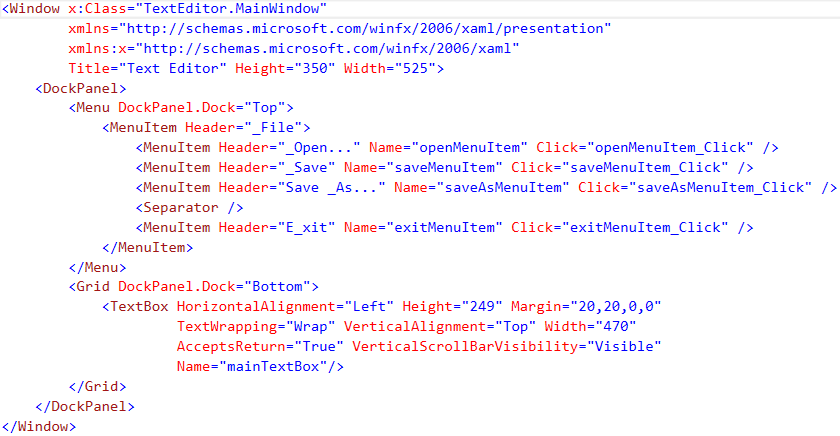 <Window x:Class="TextEditor.MainWindow"
        xmlns="http://schemas.microsoft.com/winfx/2006/xaml/presentation"
        xmlns:x="http://schemas.microsoft.com/winfx/2006/xaml"
        Title="Text Editor" Height="350" Width="525">
    <DockPanel>
        <Menu DockPanel.Dock="Top">
            <MenuItem Header="_File">
                <MenuItem Header="_Open..." Name="openMenuItem" Click="openMenuItem_Click" />
                <MenuItem Header="_Save" Name="saveMenuItem" Click="saveMenuItem_Click" />
                <MenuItem Header="Save _As..." Name="saveAsMenuItem" Click="saveAsMenuItem_Click" />
                <Separator />
                <MenuItem Header="E_xit" Name="exitMenuItem" Click="exitMenuItem_Click" />
            </MenuItem>
        </Menu>
        <Grid DockPanel.Dock="Bottom">
            <TextBox HorizontalAlignment="Left" Height="249" Margin="20,20,0,0"
                     TextWrapping="Wrap" VerticalAlignment="Top" Width="470"
                     AcceptsReturn="True" VerticalScrollBarVisibility="Visible"
                     Name="mainTextBox"/>
        </Grid>
    </DockPanel>
</Window>